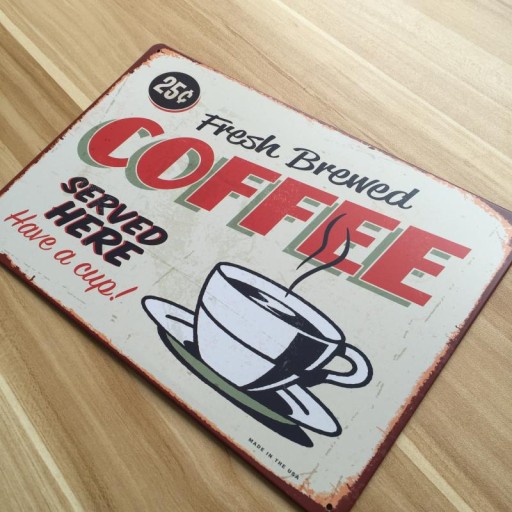 25¢
Fresh Brewed
COFFEE
SERVED
HERE
Have a cup!
MADE IN THE USA